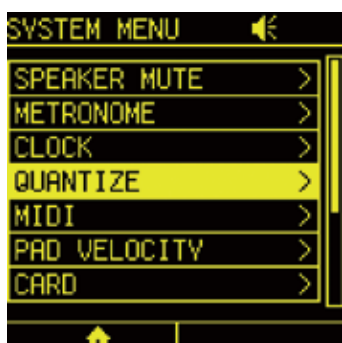 SYSTEM MENU
SPEAKER MUTE >
METRONOME >
CLOCK >
QUANTIZE >
MIDI >
PAD VELOCITY >
CARD >